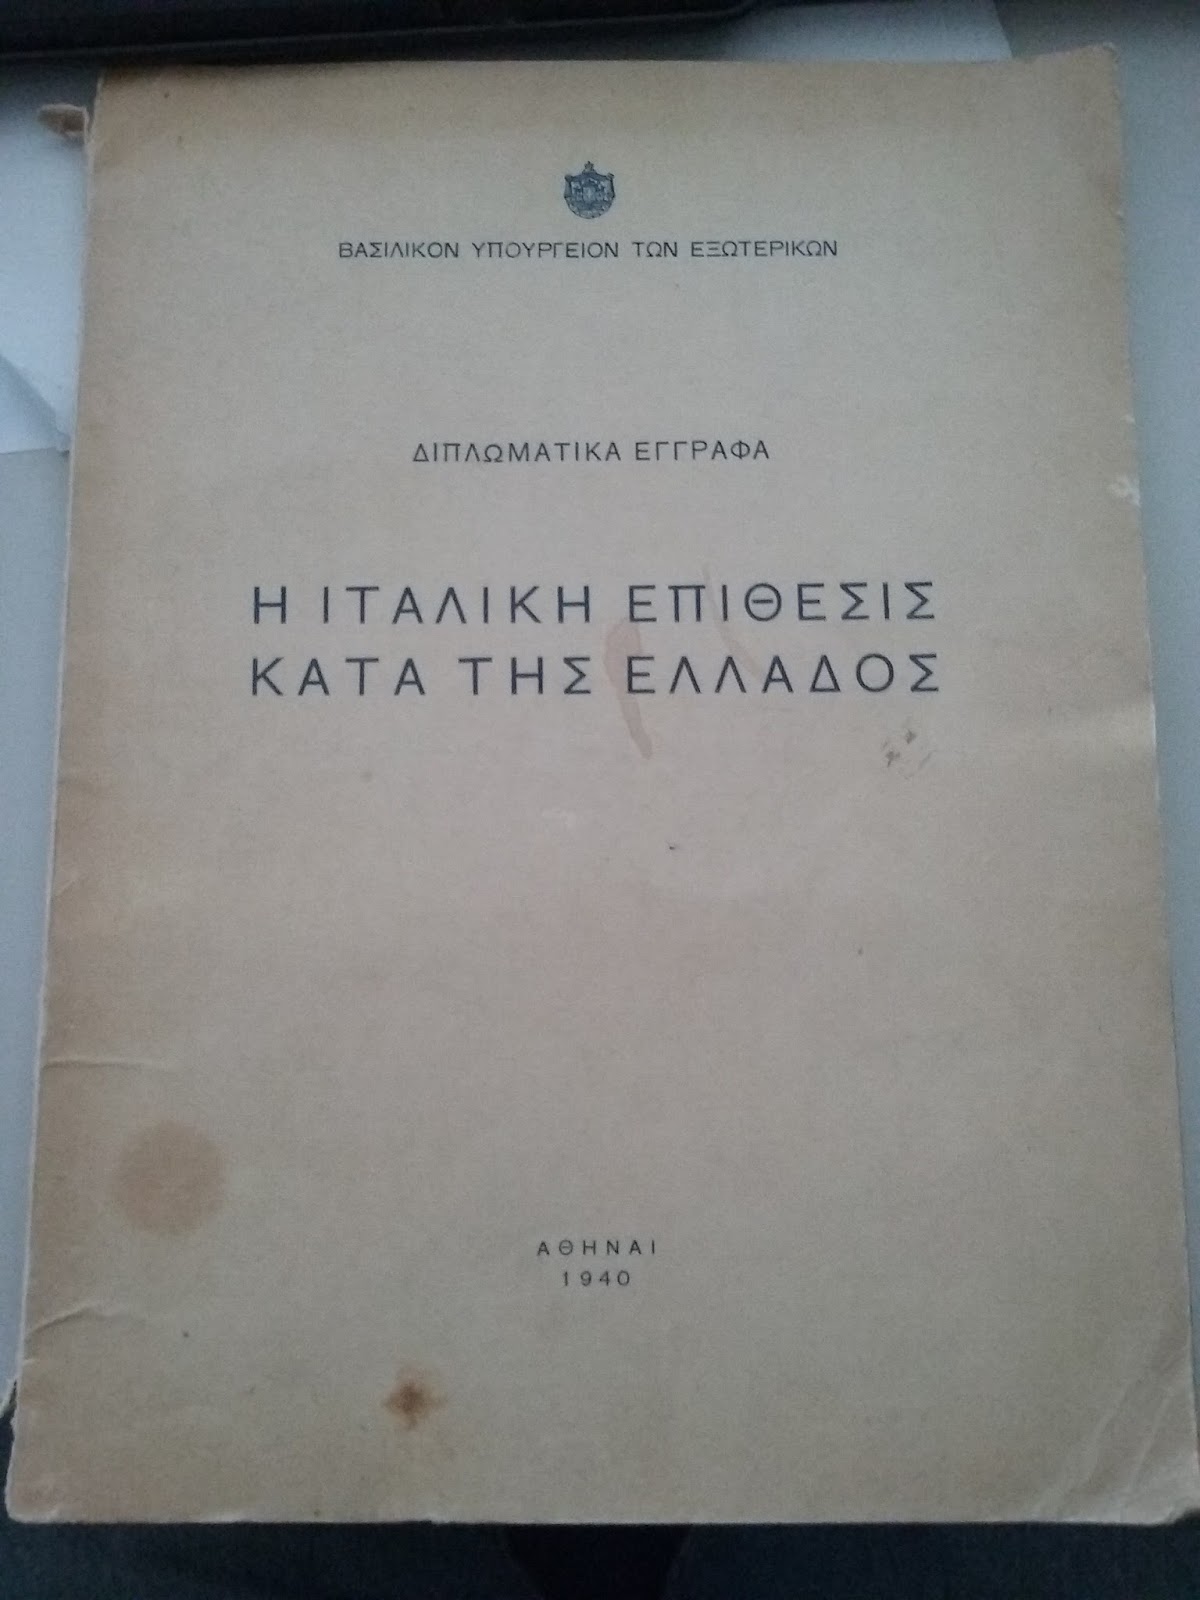 ΒΑΣΙΛΙΚΟΝ ΥΠΟΥΡΓΕΙΟΝ ΤΩΝ ΕΞΩΤΕΡΙΚΩΝ
ΔΙΠΛΩΜΑΤΙΚΑ ΕΓΓΡΑΦΑ
Η ΙΤΑΛΙΚΗ ΕΠΙΘΕΣΙΣ
ΚΑΤΑ ΤΗΣ ΕΛΛΑΔΟΣ
ΑΘΗΝΑΙ
1940